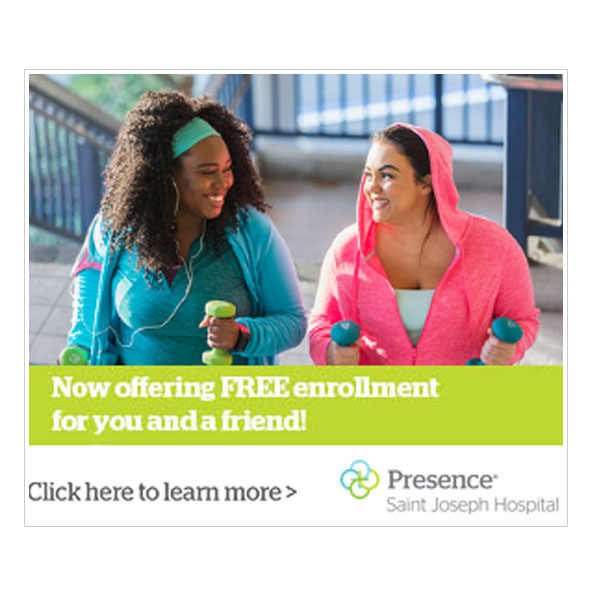 Now offering FREE enrollment
for you and a friend!
Click here to learn more >
Presence®
Saint Joseph Hospital